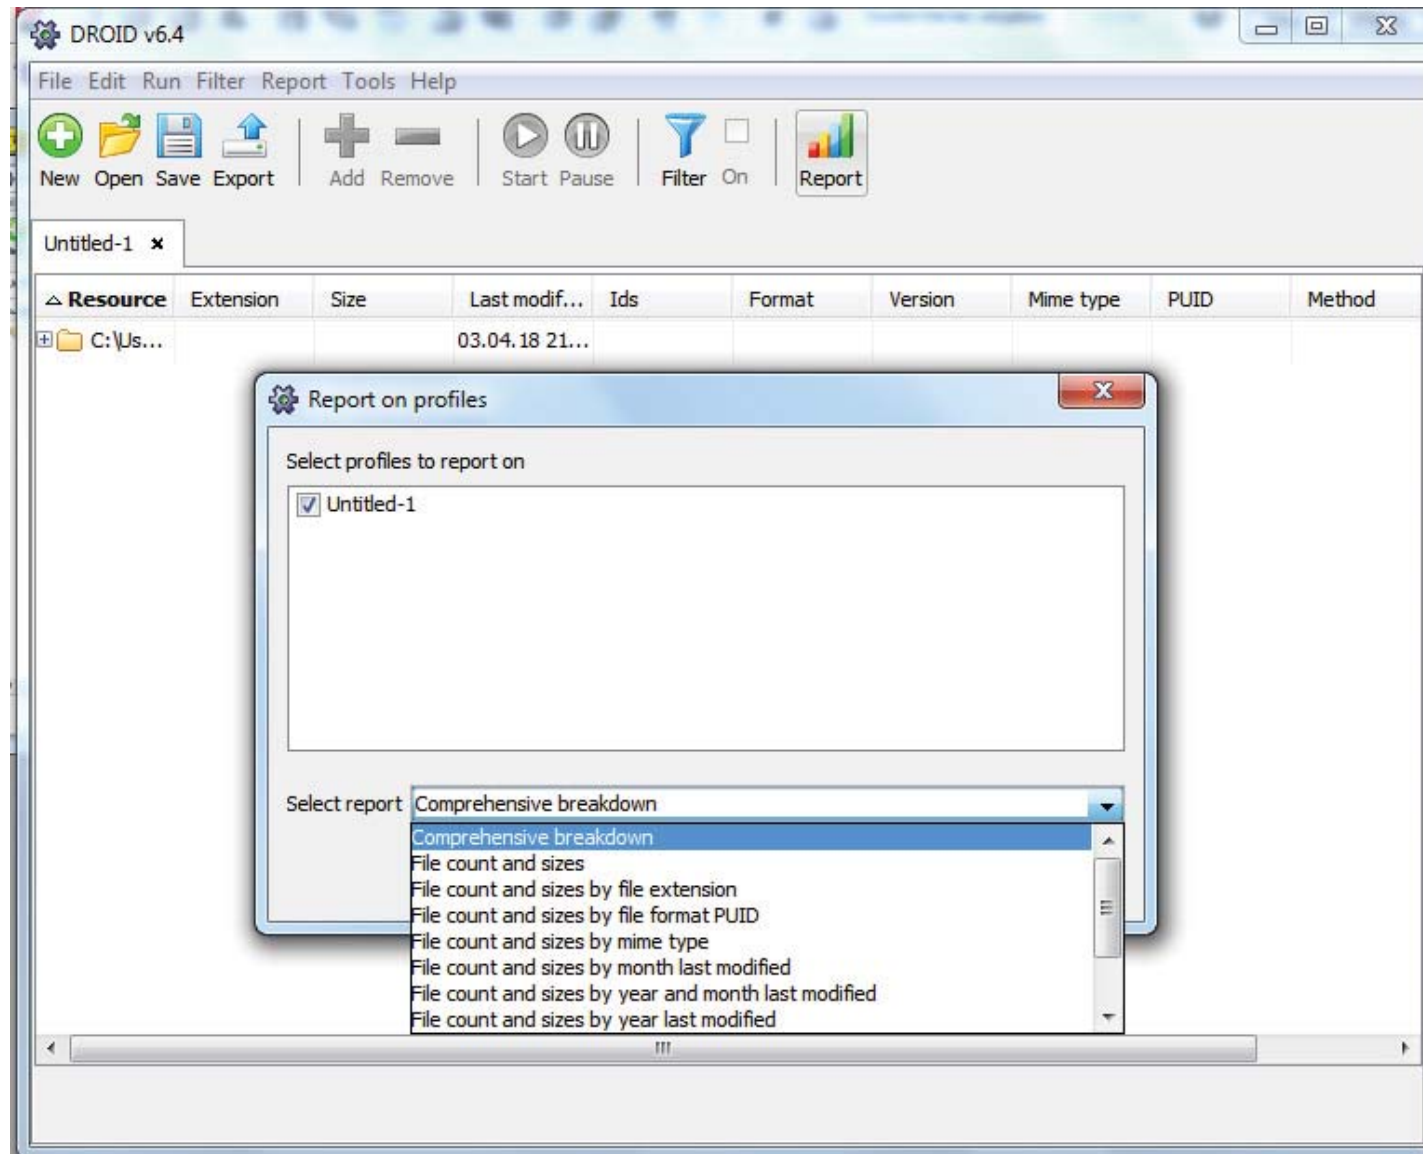 DROID v6.4
File Edit Run Filter Report Tools Help
New Open Save Export Add Remove Start Pause Filter On Report
Untitled-1
Resource Extension Size Last modif... Ids Format Version Mime type PUID Method
C:\Us... 03.04.18 21...
Report on profiles
Select profiles to report on
Untitled-1
Select report Comprehensive breakdown
Comprehensive breakdown
File count and sizes
File count and sizes by file extension
File count and sizes by file format PUID
File count and sizes by mime type
File count and sizes by month last modified
File count and sizes by year and month last modified
File count and sizes by year last modified